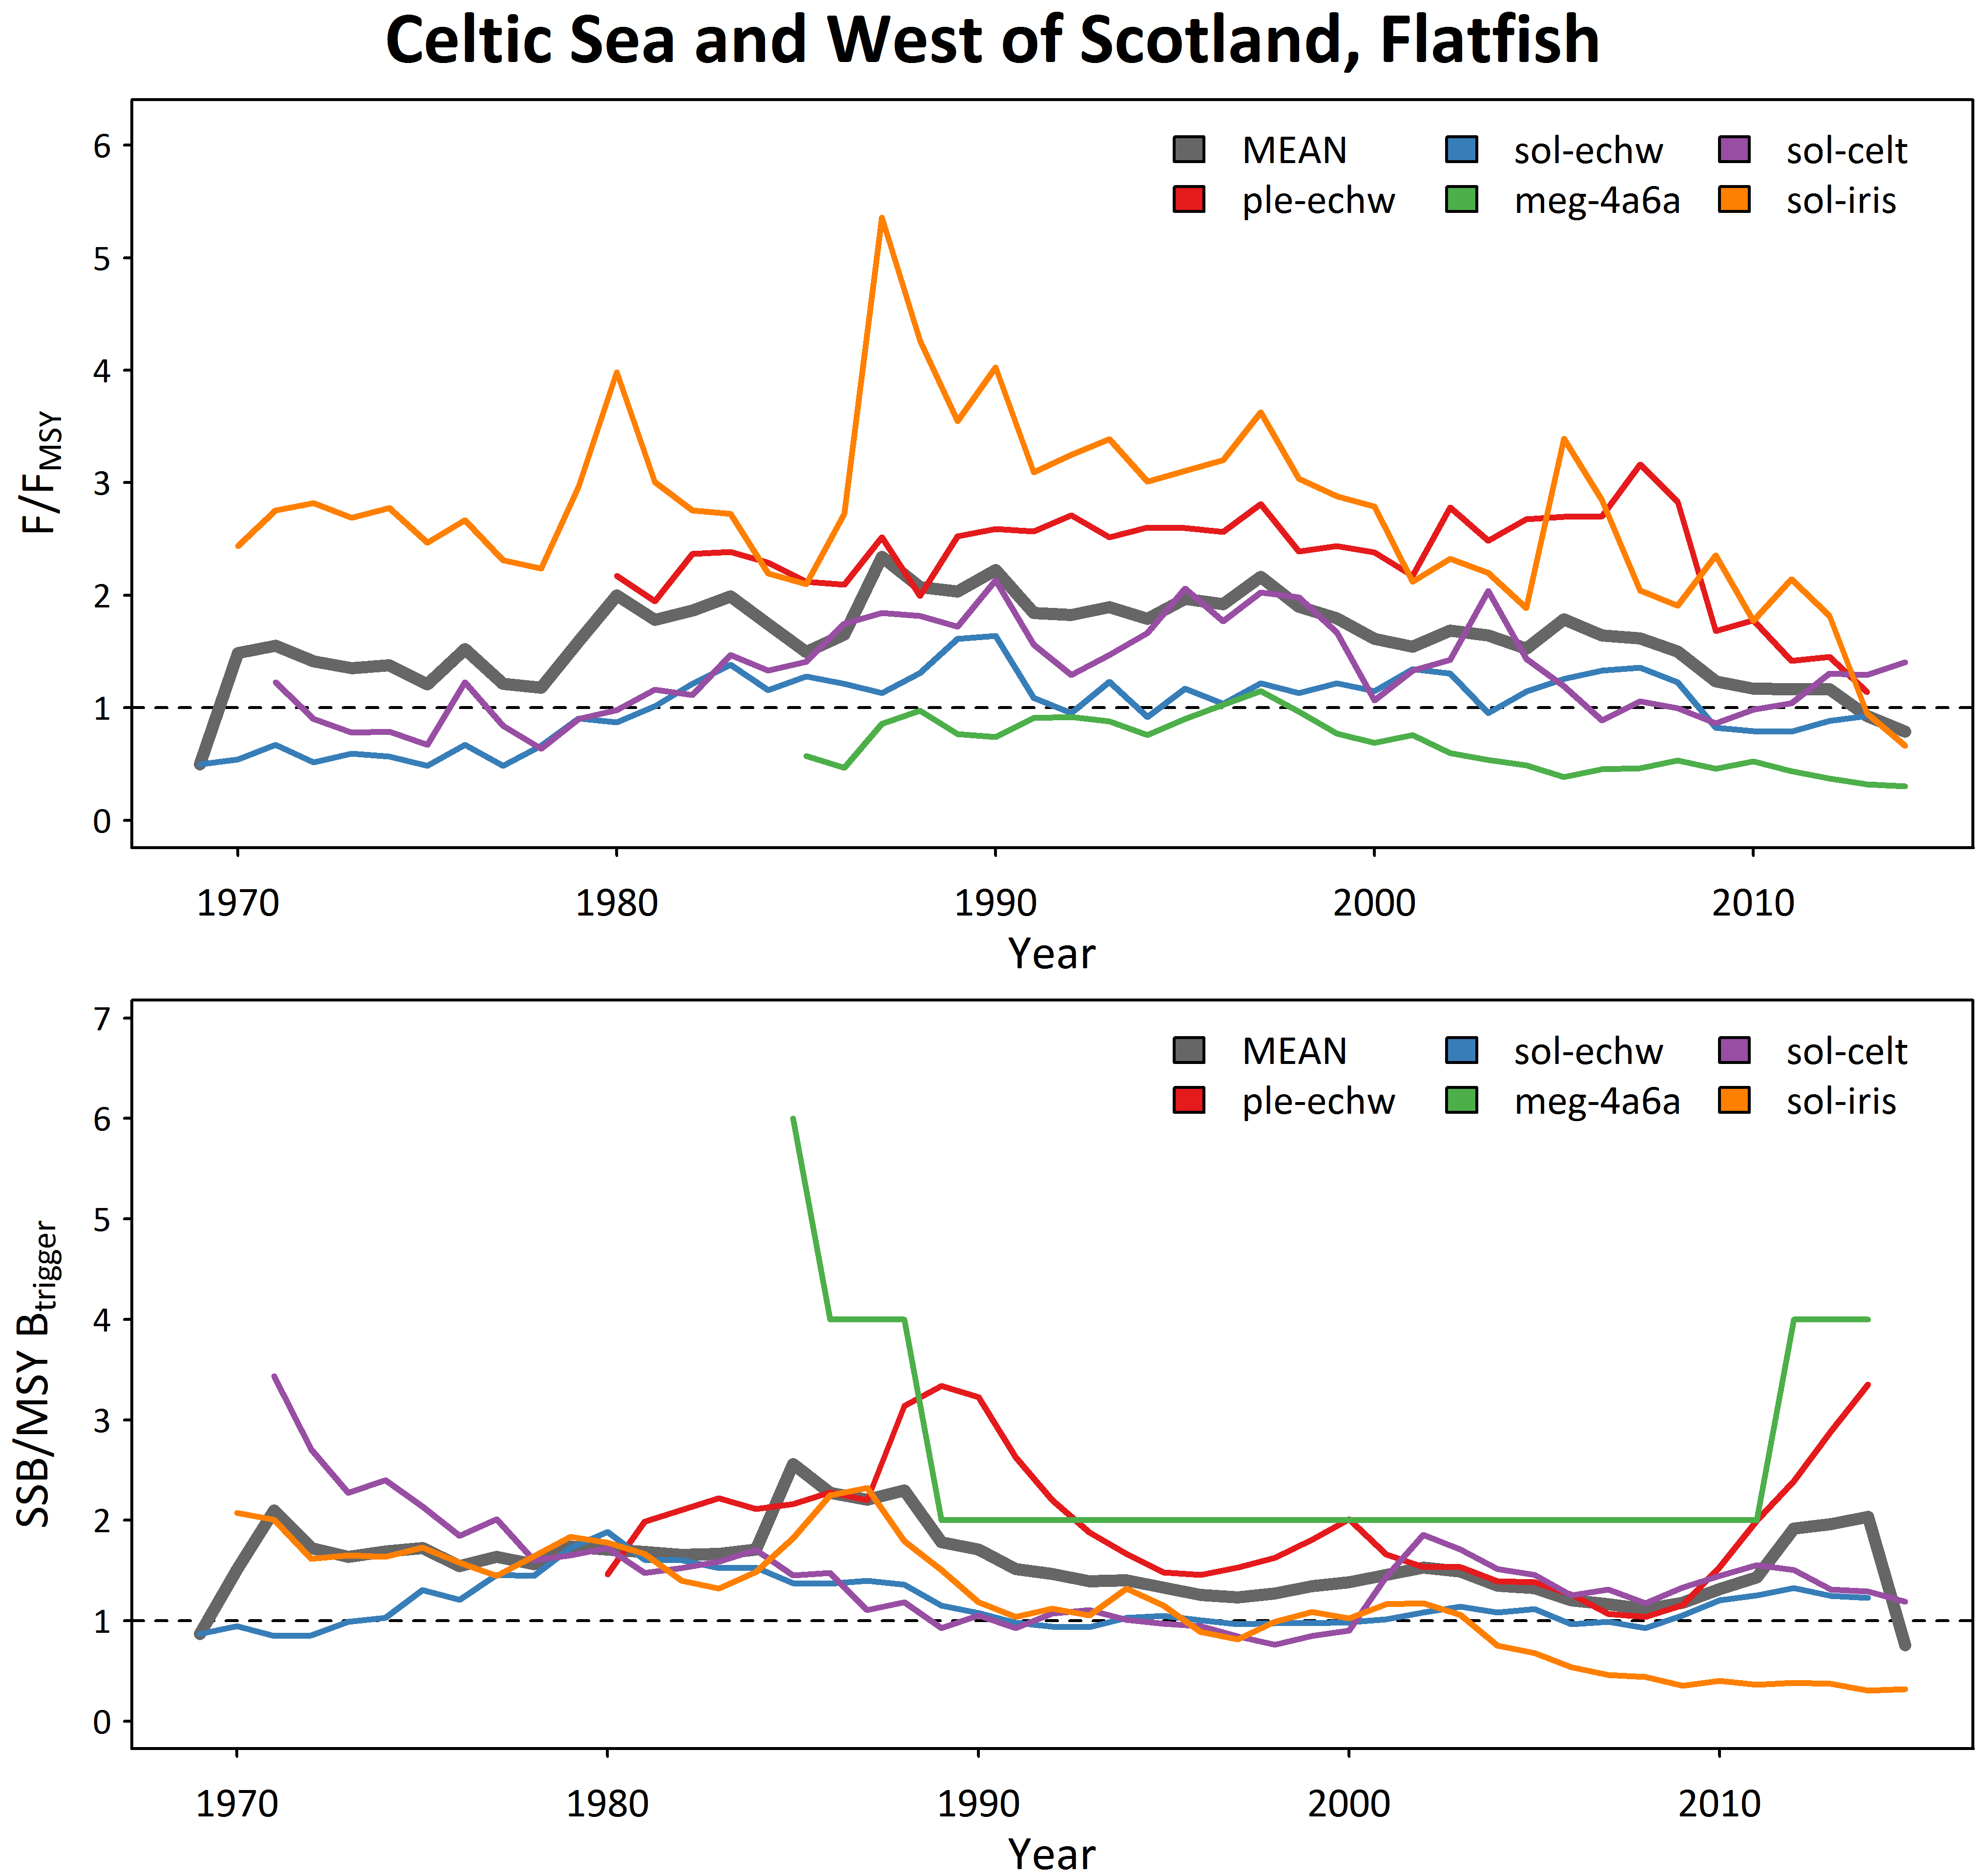 Celtic Sea and West of Scotland, Flatfish
6
5
4
3
2
1
0
F/FMSY
MEAN sol-echw sol-celt
ple-echw meg-4a6a sol-iris
1970 1980 1990 2000 2010
Year
7
6
5
4
3
2
1
0
SSB/MSY Btrigger
MEAN sol-echw sol-celt
ple-echw meg-4a6a sol-iris
1970 1980 1990 2000 2010
Year